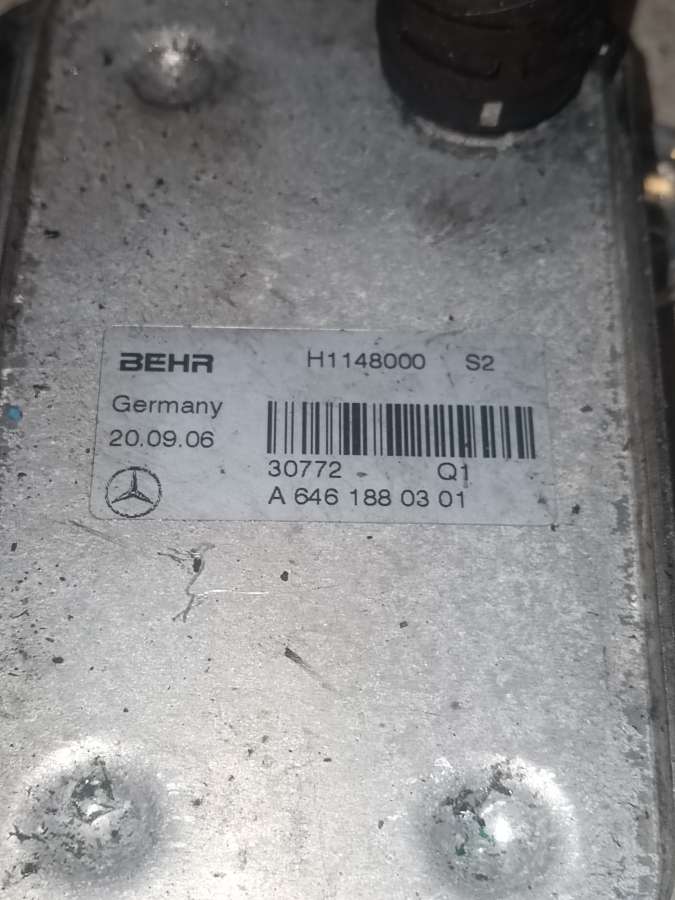 BEHR H1148000 S2
Germany
20.09.06
30772 Q1
A 646 188 03 01